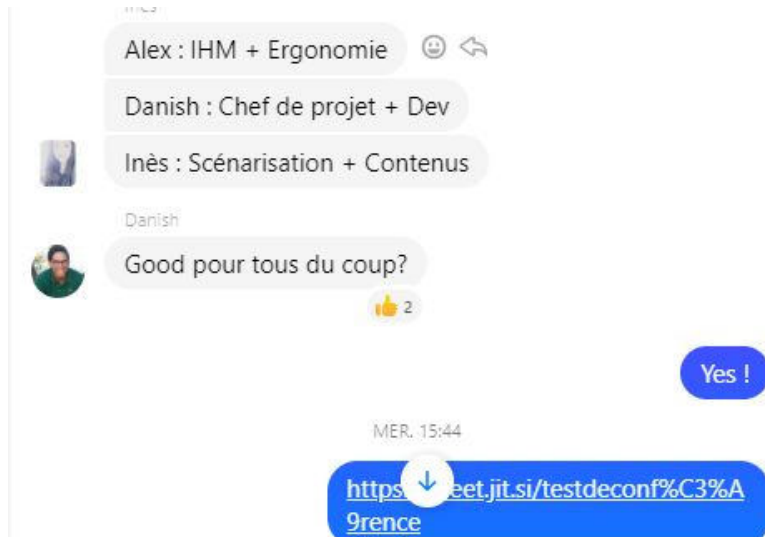 Alex : IHM + Ergonomie
Danish : Chef de projet + Dev
Inès : Scénarisation + Contenus
Danish
Good pour tous du coup?
👍 2
Yes !
MER. 15:44
https eet.jit.si/testdeconf%C3%A
9rence